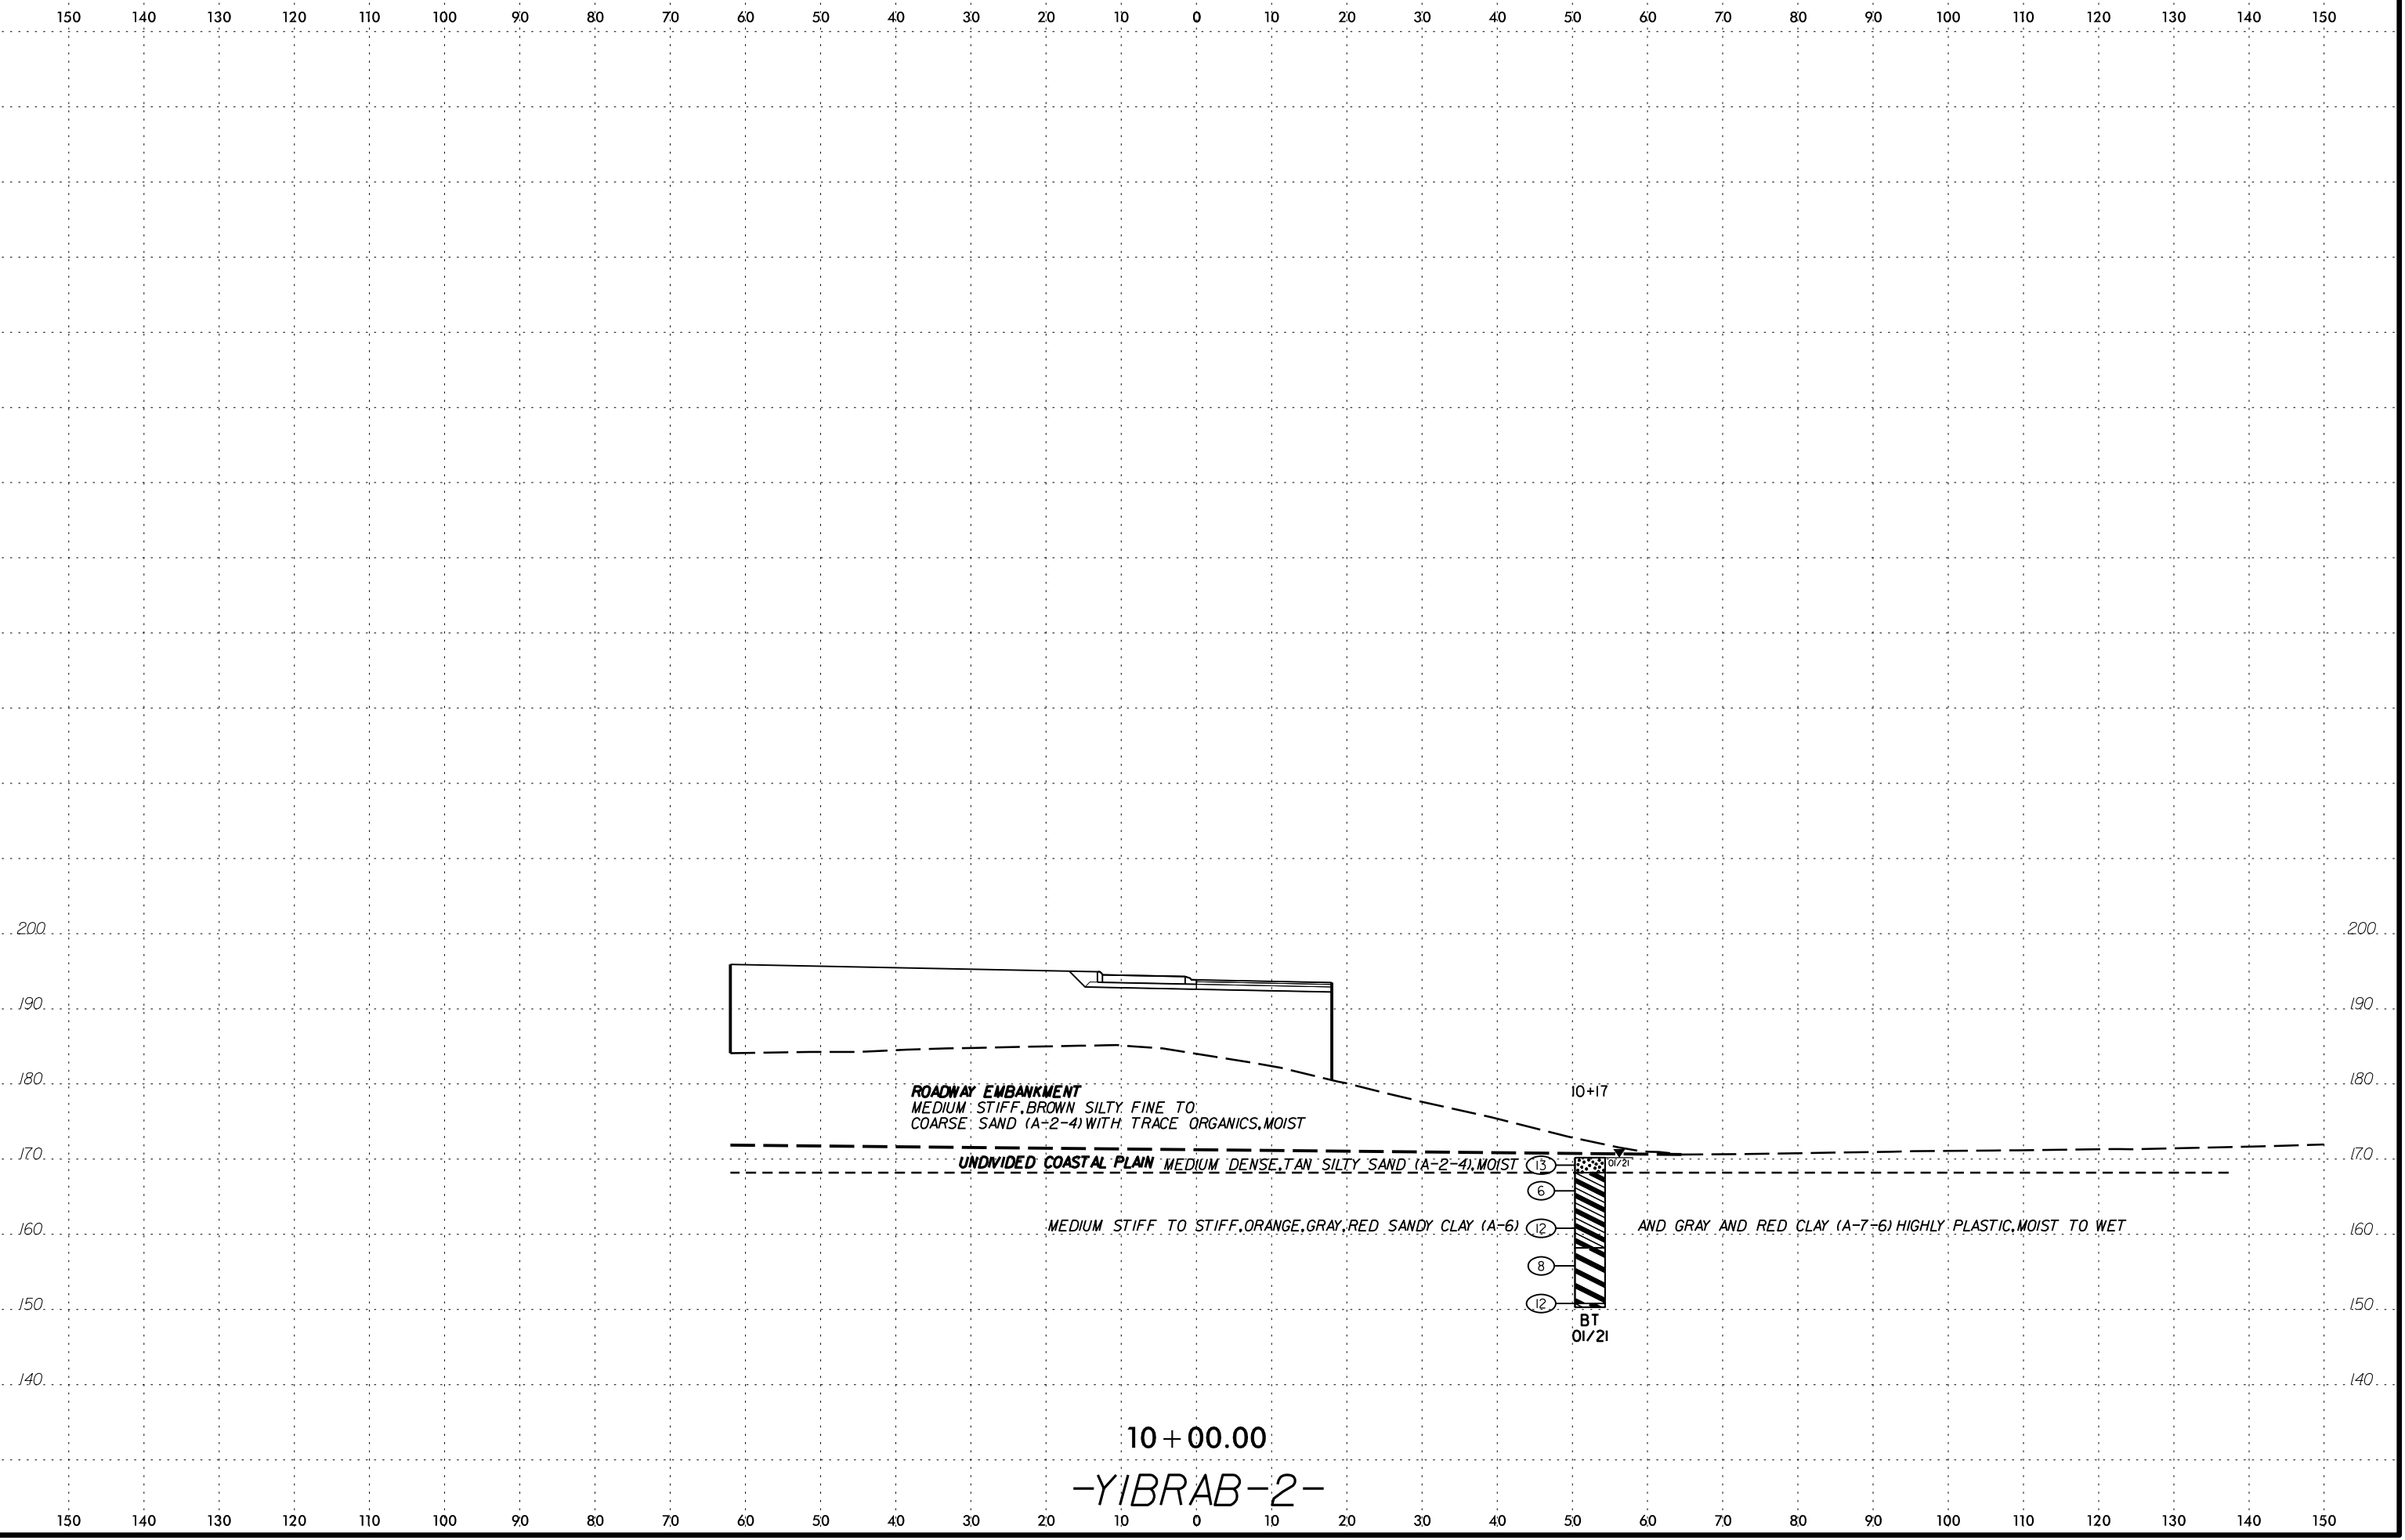 150 140 130 120 110 100 90 80 70 60 50 40 30 20 10 0 10 20 30 40 50 60 70 80 90 100 110 120 130 140 150
200 200
190 190
180 180
10+17
ROADWAY EMBANKMENT
MEDIUM STIFF, BROWN SILTY FINE TO
COARSE SAND (A-2-4) WITH TRACE ORGANICS, MOIST
170 170
UNDIVIDED COASTAL PLAIN MEDIUM DENSE, TAN SILTY SAND (A-2-4), MOIST 13 01/21
6
160 160
MEDIUM STIFF TO STIFF, ORANGE, GRAY, RED SANDY CLAY (A-6) 12 AND GRAY AND RED CLAY (A-7-6) HIGHLY PLASTIC, MOIST TO WET
8
150 12 150
BT
01/21
140 140
10+00.00
-Y1BRAB-2-
150 140 130 120 110 100 90 80 70 60 50 40 30 20 10 0 10 20 30 40 50 60 70 80 90 100 110 120 130 140 150